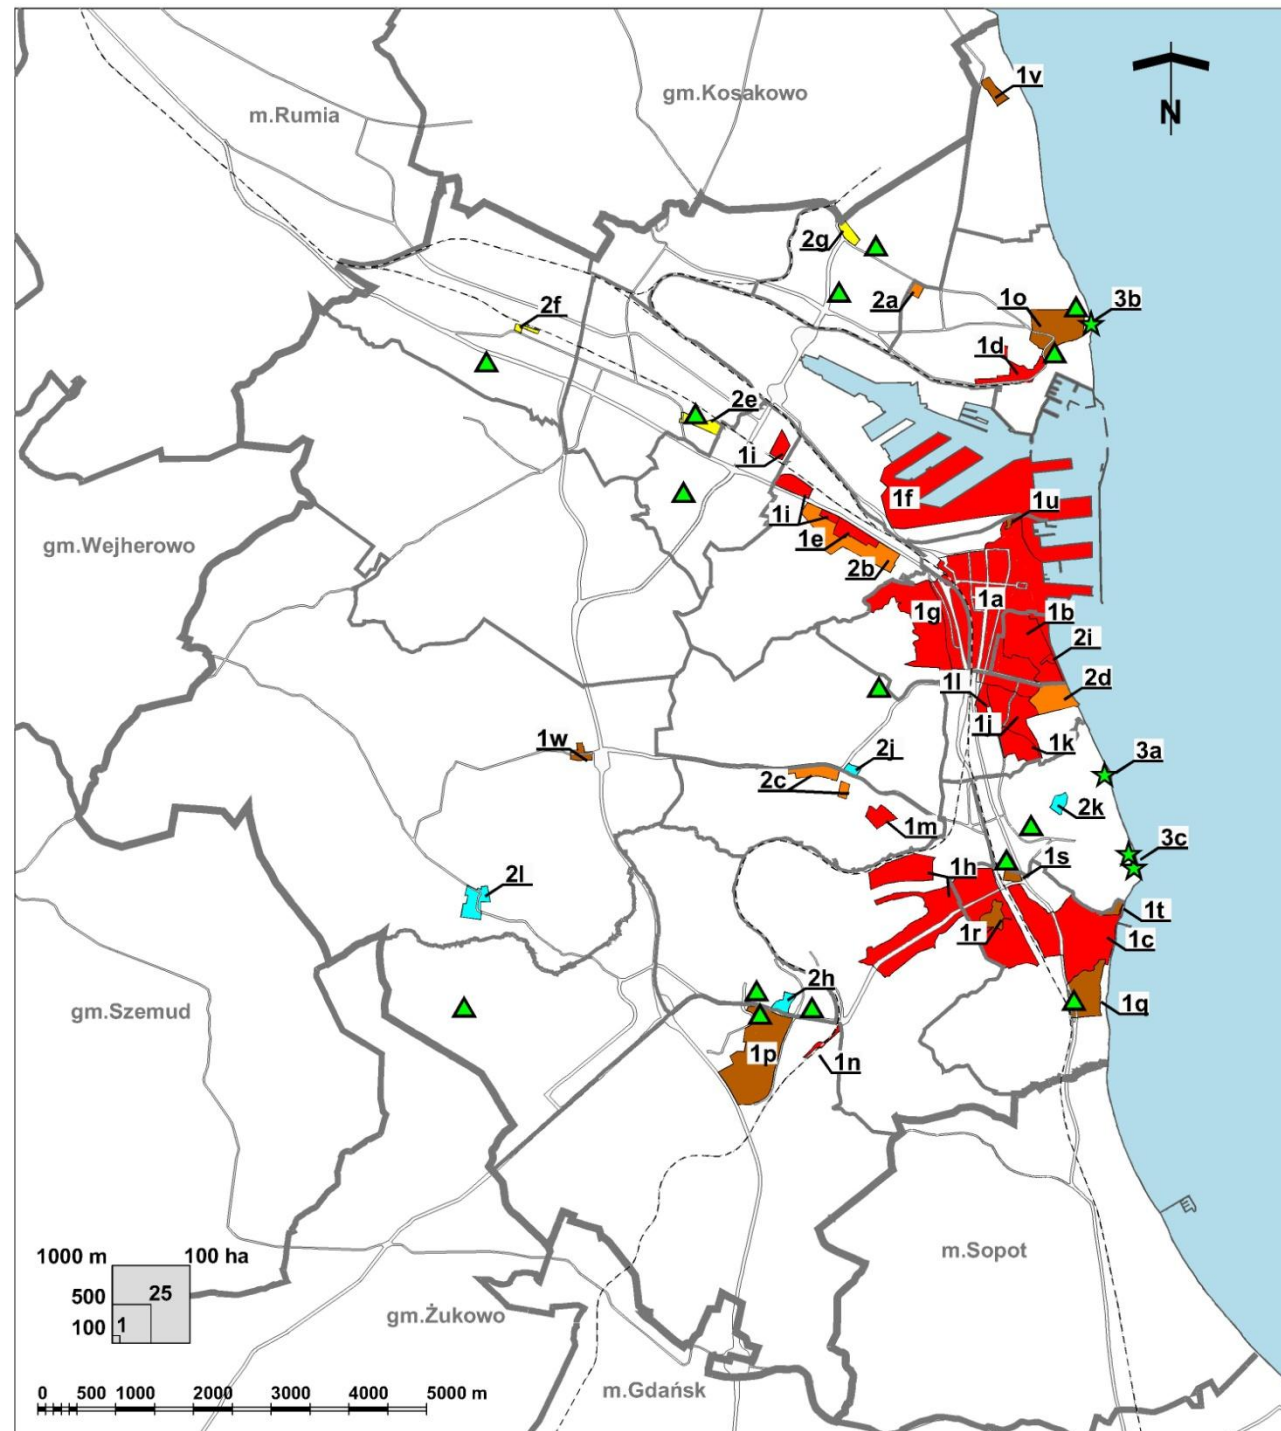 1v
gm.Kosakowo
m.Rumia
N
2g
2a
1o
3b
2f
1d
2e
1i
1f
1u
1i
1e
gm.Wejherowo
2b
1a
1g
1b
2i
1l
2d
1j
1w
2j
1k
3a
2c
2k
1m
3c
1h
1s
2l
1t
1r
1c
2h
gm.Szemud
1q
1p
1n
1000 m 100 ha
m.Sopot
500 25
100 1
gm.Żukowo
m.Gdańsk
0 500 1000 2000 3000 4000 5000 m